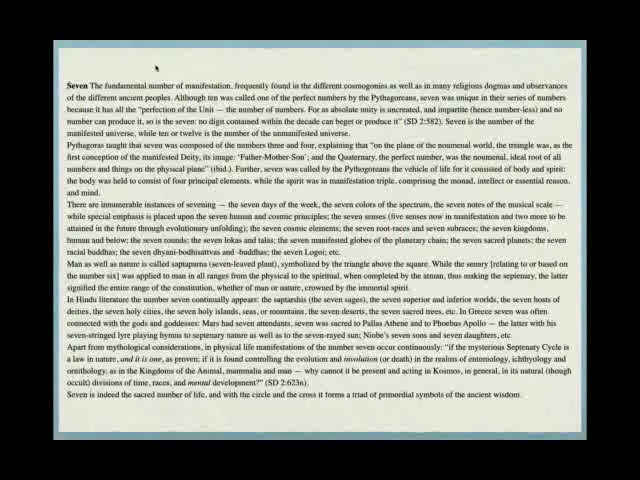 Seven The fundamental number of manifestation, frequently found in the different cosmogonies as well as in many religious dogmas and observances
of the different ancient peoples. Although ten was called one of the perfect numbers by the Pythagoreans, seven was unique in their series of numbers
because it has all the "perfection of the Unit — the number of numbers. For as absolute unity is uncreated, and impartite (hence number-less) and no
number can produce it, so is the seven: no digit contained within the decade can beget or produce it" (SD 2:582). Seven is the number of the
manifested universe, while ten or twelve is the number of the unmanifested universe.
Pythagoras taught that seven was composed of the numbers three and four, explaining that "on the plane of the noumenal world, the triangle was, as the
first conception of the manifested Deity, its image: 'Father-Mother-Son'; and the Quaternary, the perfect number, was the noumenal, ideal root of all
numbers and things on the physical plane" (ibid.). Further, seven was called by the Pythagoreans the vehicle of life for it consisted of body and spirit:
the body was held to consist of four principal elements, while the spirit was in manifestation triple, comprising the monad, intellect or essential reason,
and mind.
There are innumerable instances of sevening — the seven days of the week, the seven colors of the spectrum, the seven notes of the musical scale —
while special emphasis is placed upon the seven human and cosmic principles; the seven senses (five senses now in manifestation and two more to be
attained in the future through evolutionary unfolding); the seven cosmic elements; the seven root-races and seven subraces; the seven kingdoms,
human and below; the seven rounds; the seven lokas and talas; the seven manifested globes of the planetary chain; the seven sacred planets; the seven
racial buddhas; the seven dhyani-bodhisattvas and -buddhas; the seven Logoi; etc.
Man as well as nature is called saptaparna (seven-leaved plant), symbolized by the triangle above the square. While the senary [relating to or based on
the number six] was applied to man in all ranges from the physical to the spiritual, when completed by the atman, thus making the septenary, the latter
signified the entire range of the constitution, whether of man or nature, crowned by the immortal spirit.
In Hindu literature the number seven continually appear: the saptarshis (the seven sages), the seven superior and inferior worlds, the seven hosts of
deities, the seven holy cities, the seven holy islands, seas, or mountains, the seven deserts, the seven sacred trees, etc. In Greece seven was often
connected with the gods and goddesses: Mars had seven attendants, seven was sacred to Pallas Athene and to Phoebus Apollo — the latter with his
seven-stringed lyre playing hymns to septenary nature as well as to the seven-rayed sun; Niobe's seven sons and seven daughters, etc.
Apart from mythological considerations, in physical life manifestations of the number seven occur continuously: "if the mysterious Septenary Cycle is
a law in nature, and it is one, as proven; if it is found controlling the evolution and involution (or death) in the realms of entomology, ichthyology and
ornithology, as in the Kingdoms of the Animal, mammalia and man — why cannot it be present and acting in Kosmos, in general, in its natural (though
occult) divisions of time, races, and mental development?" (SD 2:623n).
Seven is indeed the sacred number of life, and with the circle and the cross it forms a triad of primordial symbols of the ancient wisdom.